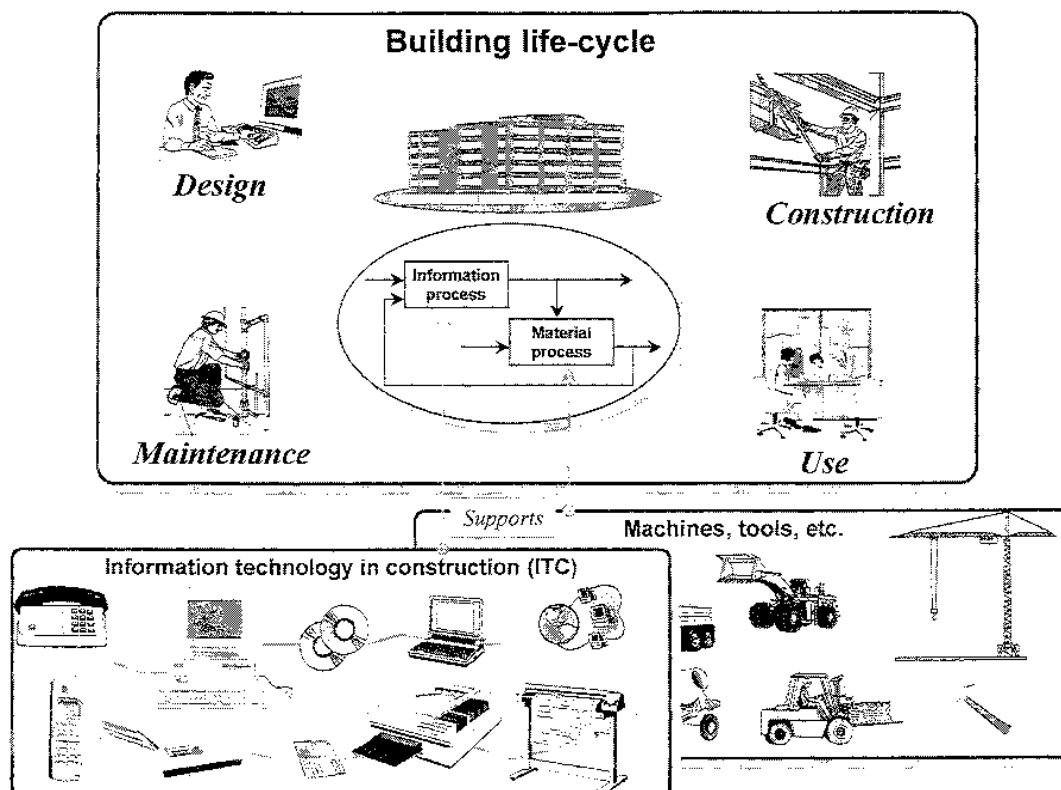 Building life-cycle
Design
Construction
Information
process
Material
process
Maintenance
Use
Supports
Machines, tools, etc.
Information technology in construction (ITC)